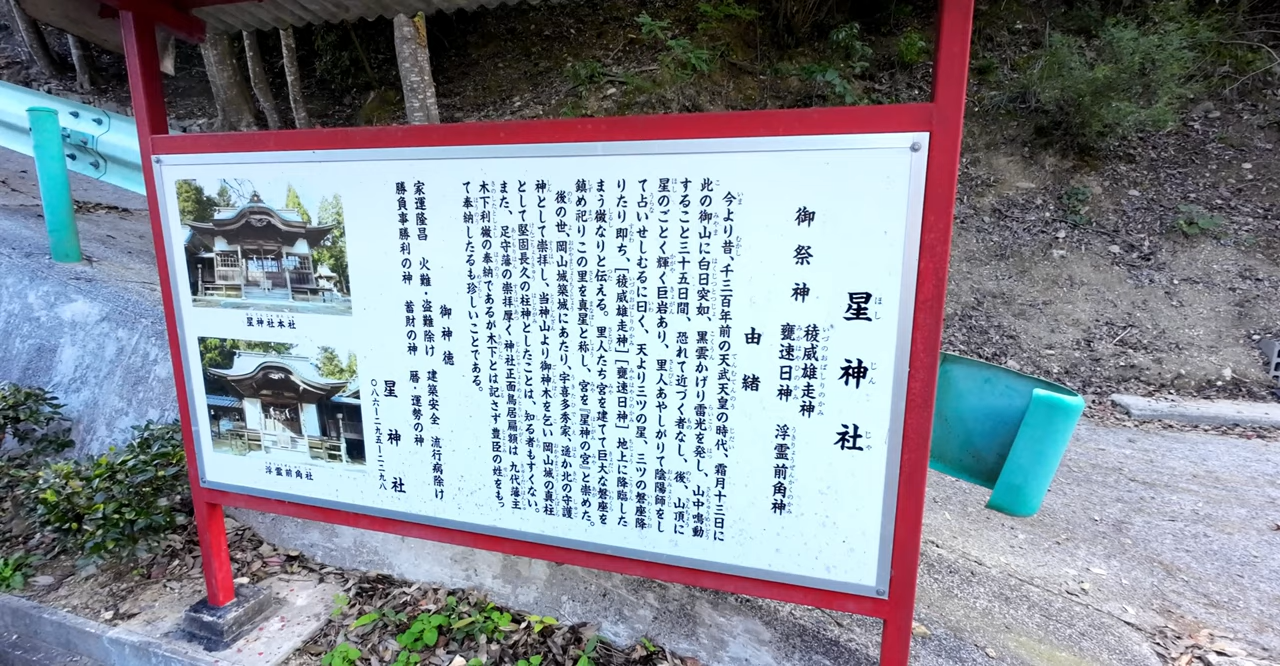 星神社
御祭神
稜威雄走神
甕速日神 浮霊前角神
由緒
今より昔、千三百年前の天武天皇の時代、霜月十三日に
此の御山に白日突如、黒雲かげり雷光を発し、山中鳴動
すること三十五日間、恐れて近づく者なし、後、山頂に
星のごとく輝く巨岩あり、里人あやしがりて陰陽師をし
て占いせしむるに曰く、天より三ツの星、三ツの磐座降
りたり即ち、「稜威雄走神」「甕速日神」地上に降臨した
まう徴なりと伝える。里人たち宮を建てて巨大な磐座を
鎮め祀りこの里を真星と称し、宮を『星神の宮』と崇めた。
後の世、岡山城築城にあたり、宇喜多秀家、遥か北の守護
神として崇拝し、当神山より御神木を乞い岡山城の真柱
として堅固長久の柱神としたことは、知る者もすくない。
また、足守藩の崇拝厚く神社正面鳥居扁額は 九代藩主
木下利徽の奉納であるが木下とは記さず 豊臣の姓をもっ
て奉納したるも珍しいことである。
御神徳
家運隆昌 火難・盗難除け 建築安全 流行病除け
勝負事勝利の神 蓄財の神 暦・運勢の神
星神社
〇八六ー二九五ー一二九八
星神社本社
浮霊前角社